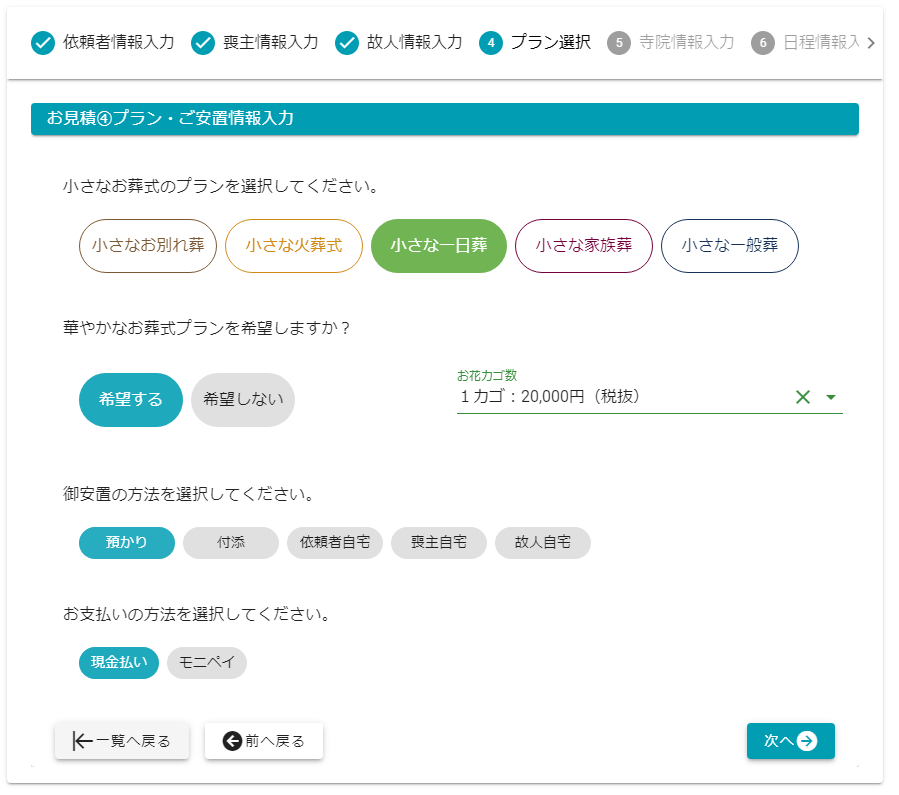 依頼者情報入力 喪主情報入力 故人情報入力 4 プラン選択 5 寺院情報入力 6 日程情報入
お見積④プラン・ご安置情報入力
小さなお葬式のプランを選択してください。
小さなお別れ葬 小さな火葬式 小さな一日葬 小さな家族葬 小さな一般葬
華やかなお葬式プランを希望しますか？
希望する 希望しない
お花カゴ数
１カゴ：20,000円（税抜）
御安置の方法を選択してください。
預かり 付添 依頼者自宅 喪主自宅 故人自宅
お支払いの方法を選択してください。
現金払い モニペイ
一覧へ戻る 前へ戻る 次へ